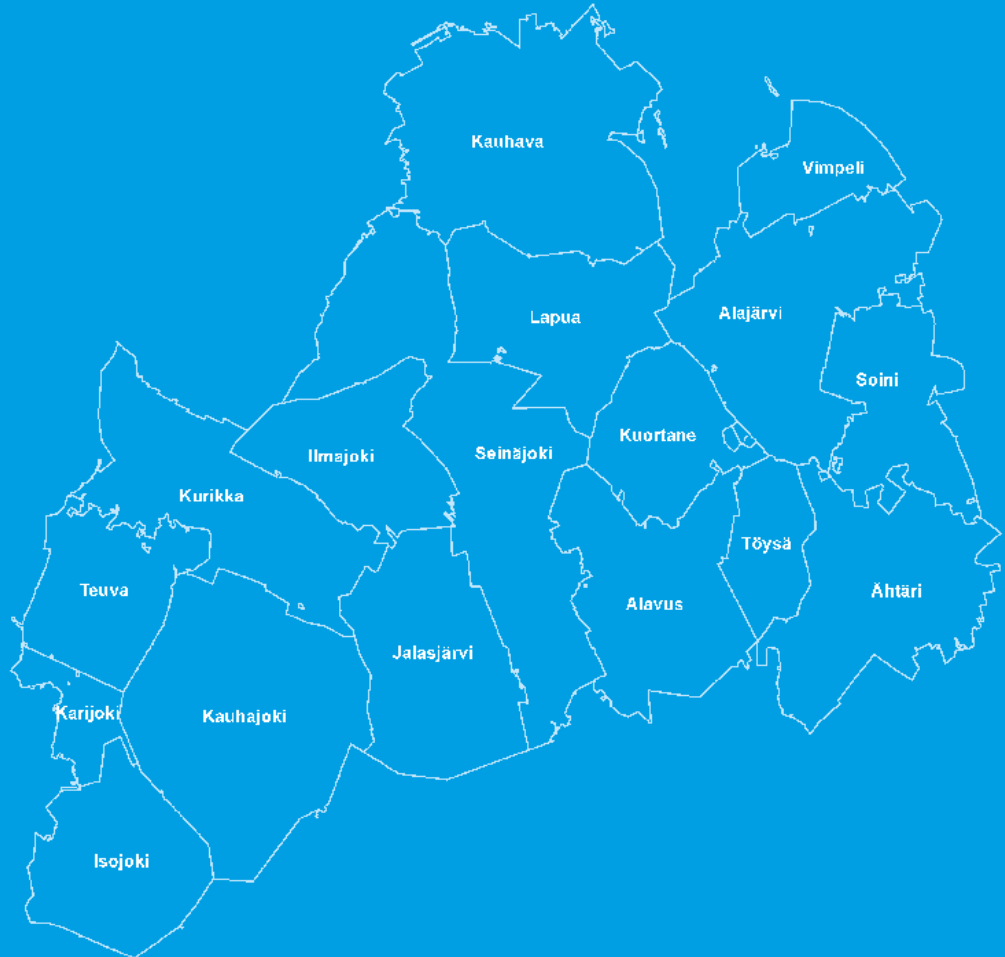 Kauhava
Vimpeli
Lapua
Alajärvi
Soini
Kuortane
Ilmajoki
Seinäjoki
Kurikka
Töysä
Teuva
Alavus
Ähtäri
Jalasjärvi
Karijoki
Kauhajoki
Isojoki